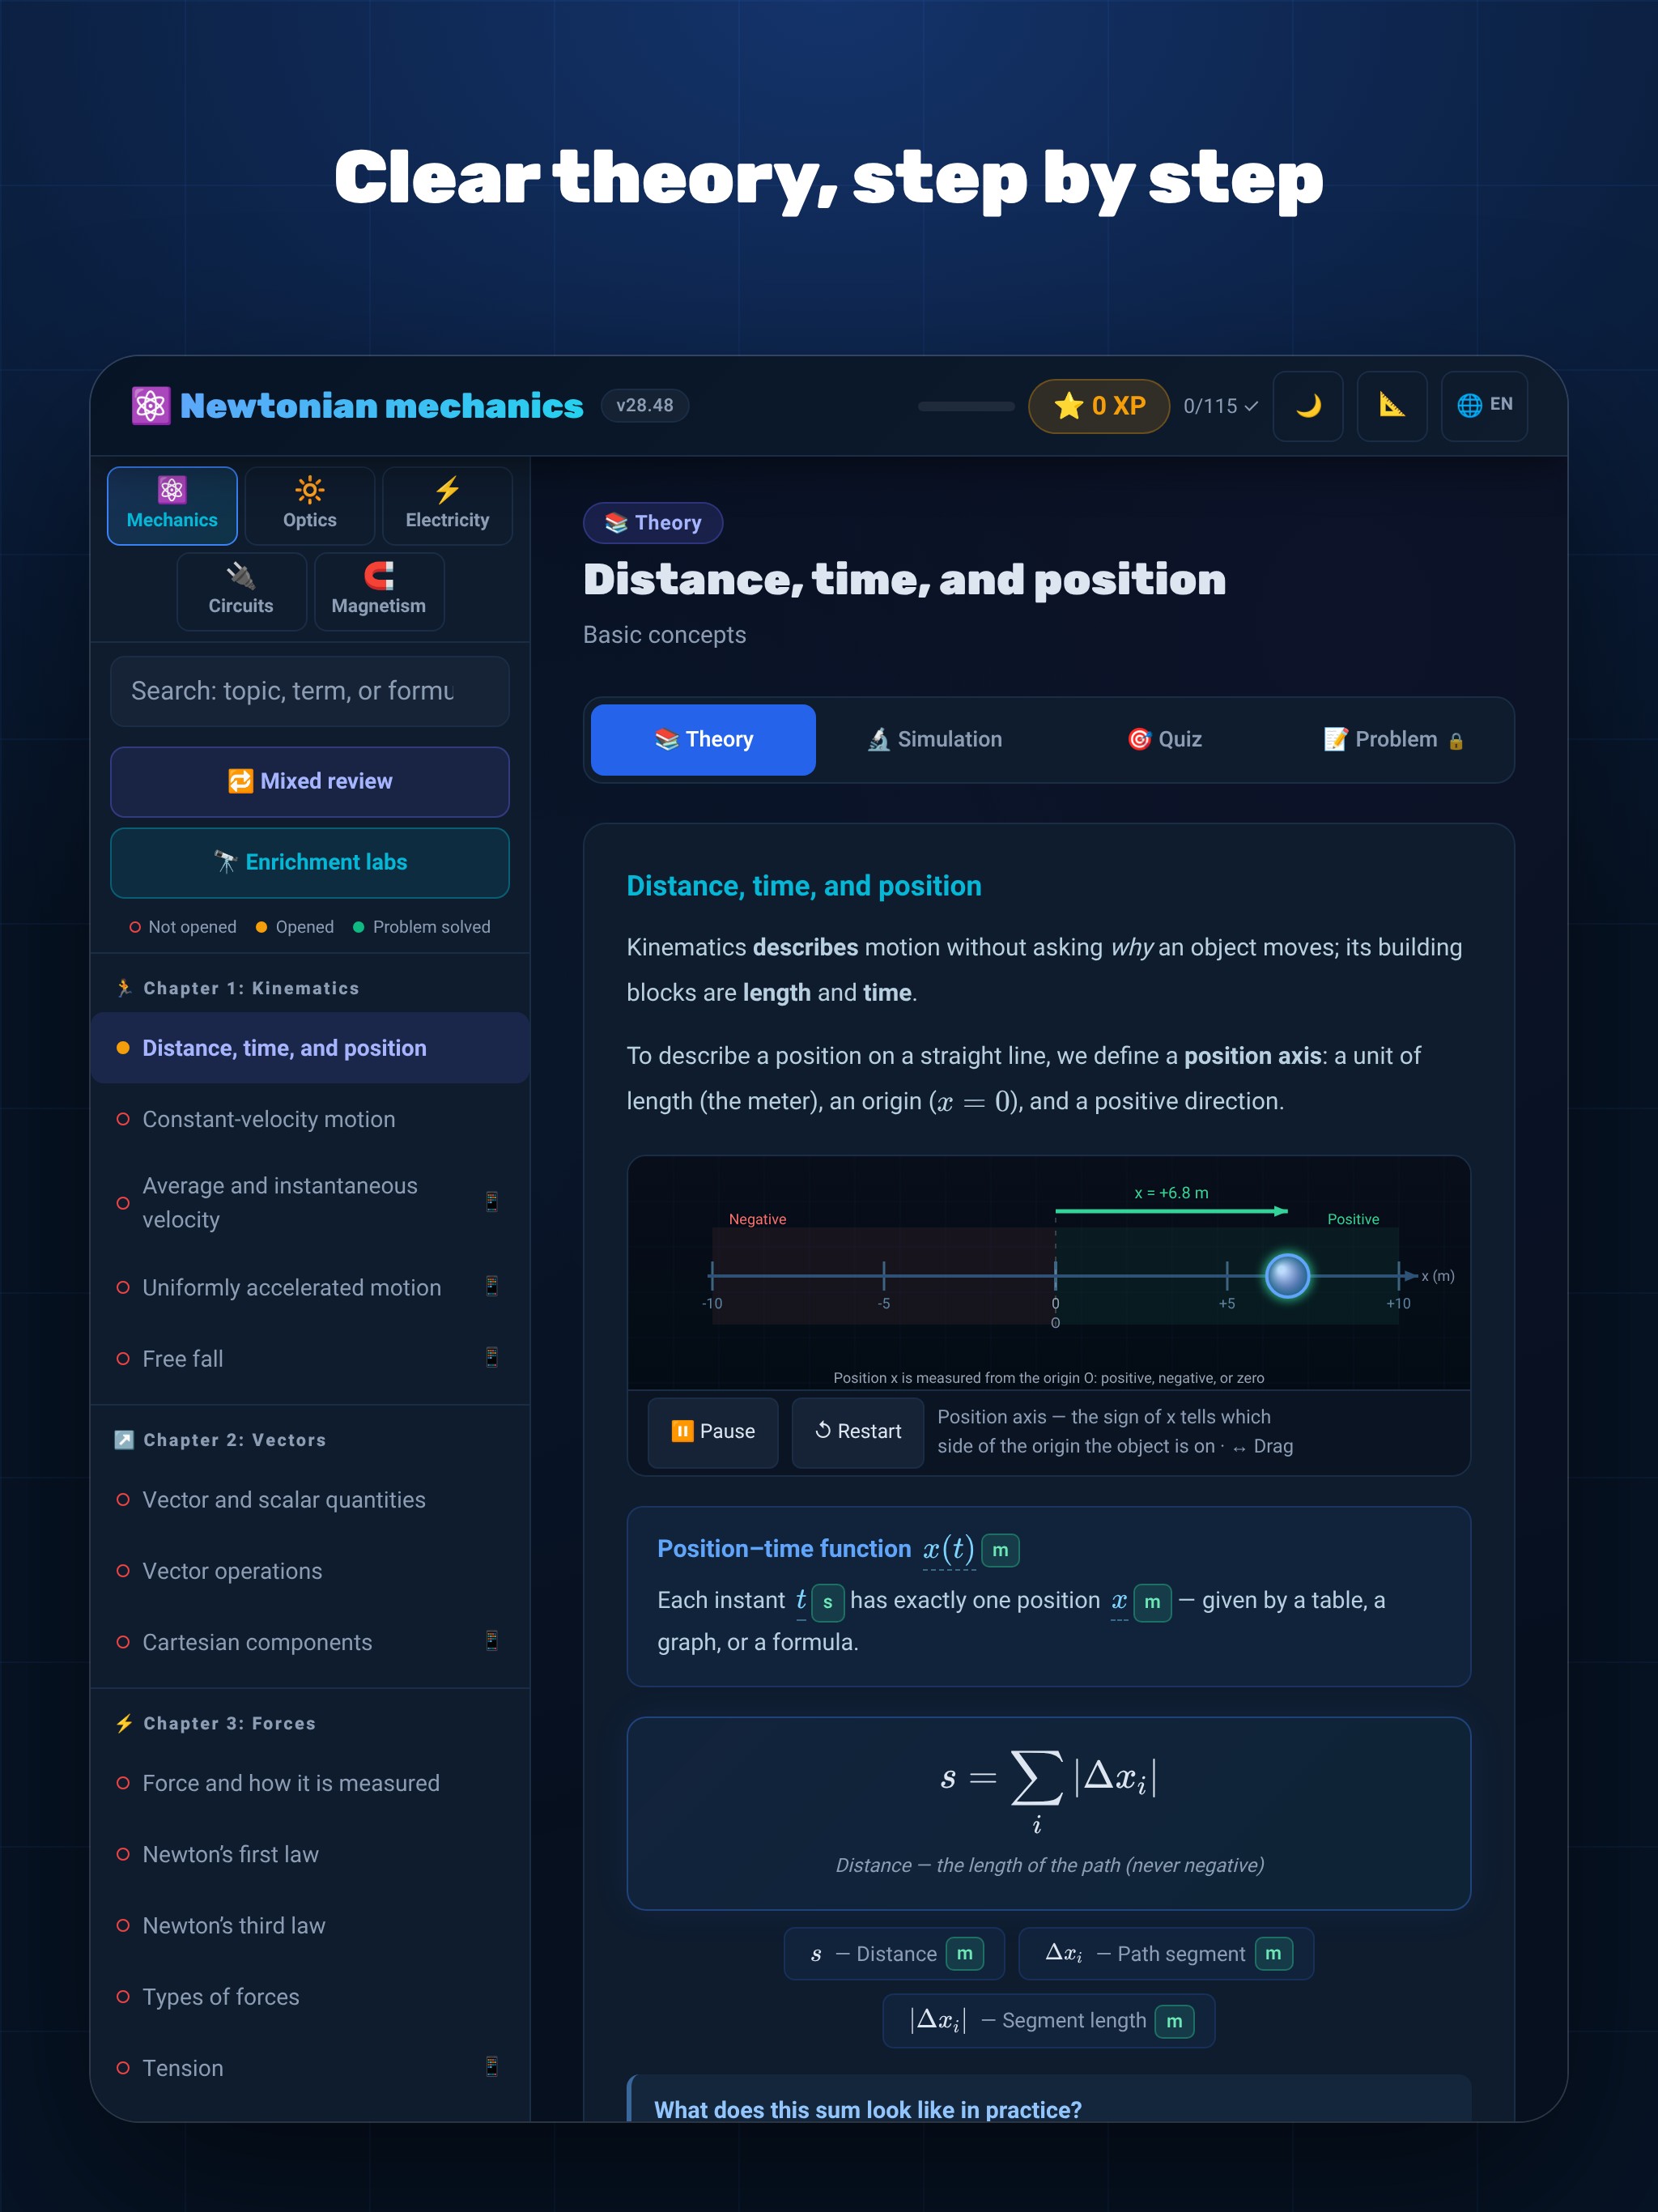 Clear theory, step by step
Newtonian mechanics
v28.48
0 XP
0/115 ✓
EN
Mechanics
Optics
Electricity
Circuits
Magnetism
Search: topic, term, or formu
Mixed review
Enrichment labs
Not opened
Opened
Problem solved
Chapter 1: Kinematics
Distance, time, and position
Constant-velocity motion
Average and instantaneous
velocity
Uniformly accelerated motion
Free fall
Chapter 2: Vectors
Vector and scalar quantities
Vector operations
Cartesian components
Chapter 3: Forces
Force and how it is measured
Newton’s first law
Newton’s third law
Types of forces
Tension
Theory
Distance, time, and position
Basic concepts
Theory
Simulation
Quiz
Problem
Distance, time, and position
Kinematics describes motion without asking why an object moves; its building
blocks are length and time.
To describe a position on a straight line, we define a position axis: a unit of
length (the meter), an origin (x = 0), and a positive direction.
x = +6.8 m
Negative
Positive
x (m)
-10
-5
0
+5
+10
O
Position x is measured from the origin O: positive, negative, or zero
Pause
Restart
Position axis — the sign of x tells which
side of the origin the object is on · ↔ Drag
Position–time function x(t) m
Each instant t s has exactly one position x m — given by a table, a
graph, or a formula.
s = ∑ |Δxᵢ|
i
Distance — the length of the path (never negative)
s — Distance m
Δxᵢ — Path segment m
|Δxᵢ| — Segment length m
What does this sum look like in practice?